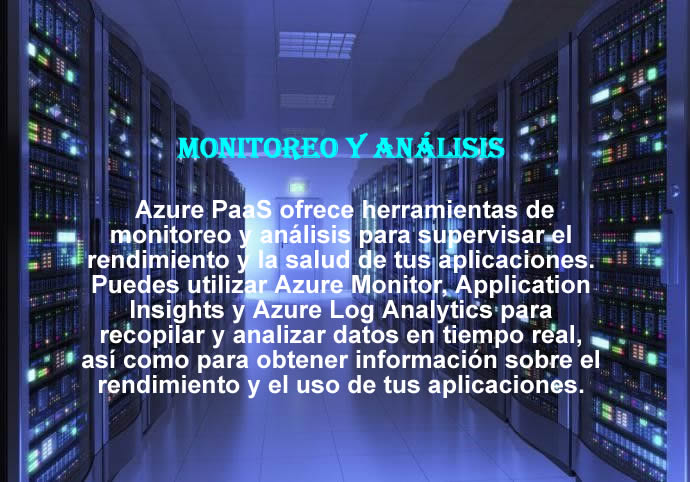 MONITOREO Y ANÁLISIS
Azure PaaS ofrece herramientas de
monitoreo y análisis para supervisar el
rendimiento y la salud de tus aplicaciones.
Puedes utilizar Azure Monitor, Application
Insights y Azure Log Analytics para
recopilar y analizar datos en tiempo real,
así como para obtener información sobre el
rendimiento y el uso de tus aplicaciones.